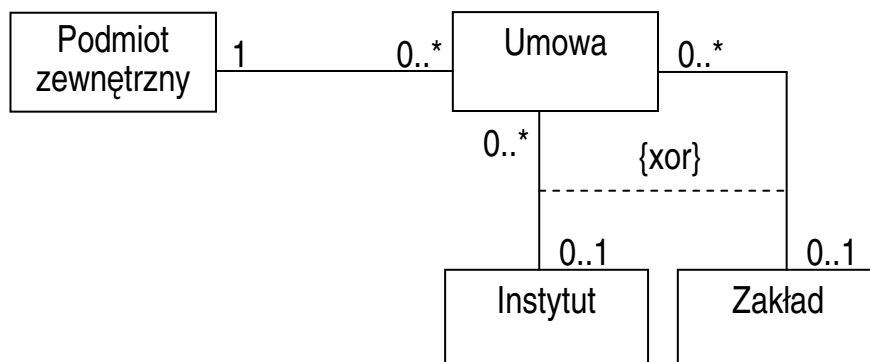 Podmiot
zewnętrzny
1
0..*
Umowa
0..*
0..*
{xor}
0..1
0..1
Instytut
Zakład